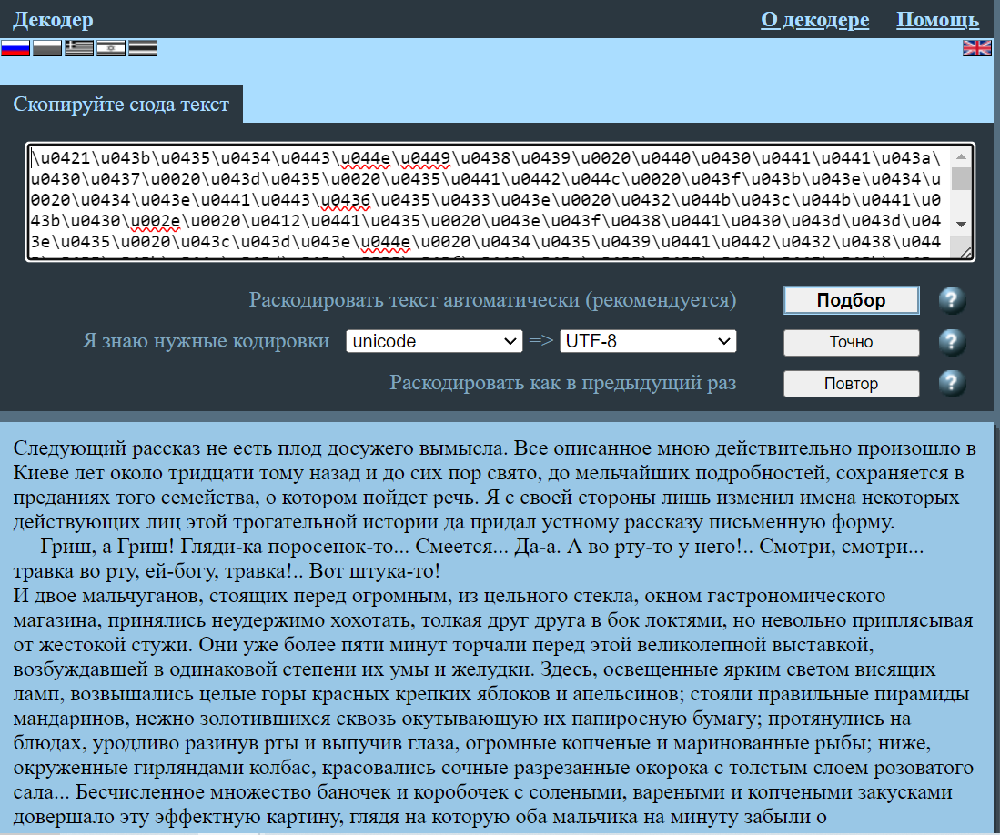 Декодер
О декодере
Помощь
Скопируйте сюда текст
\u0421\u043b\u0435\u0434\u0443\u044e\u0449\u0438\u0439\u0020\u0440\u0430\u0441\u0441\u043a\
u0430\u0437\u0020\u043d\u0435\u0020\u0435\u0441\u0442\u044c\u0020\u043f\u043b\u043e\u0434\u
0020\u0434\u043e\u0441\u0443\u0436\u0435\u0433\u043e\u0020\u0432\u044b\u043c\u044b\u0441\u0
43b\u0430\u002e\u0020\u0412\u0441\u0435\u0020\u043e\u043f\u0438\u0441\u0430\u043d\u043d\u04
3e\u0435\u0020\u043c\u043d\u043e\u044e\u0020\u0434\u0435\u0439\u0441\u0442\u0432\u0438\u044
Раскодировать текст автоматически (рекомендуется)
Подбор
?
Я знаю нужные кодировки
unicode
=>
UTF-8
Точно
?
Раскодировать как в предыдущий раз
Повтор
?
Следующий рассказ не есть плод досужего вымысла. Все описанное мною действительно произошло в
Киеве лет около тридцати тому назад и до сих пор свято, до мельчайших подробностей, сохраняется в
преданиях того семейства, о котором пойдет речь. Я с своей стороны лишь изменил имена некоторых
действующих лиц этой трогательной истории да придал устному рассказу письменную форму.
— Гриш, а Гриш! Гляди-ка поросенок-то... Смеется... Да-а. А во рту-то у него!.. Смотри, смотри...
травка во рту, ей-богу, травка!.. Вот штука-то!
И двое мальчуганов, стоящих перед огромным, из цельного стекла, окном гастрономического
магазина, принялись неудержимо хохотать, толкая друг друга в бок локтями, но невольно приплясывая
от жестокой стужи. Они уже более пяти минут торчали перед этой великолепной выставкой,
возбуждавшей в одинаковой степени их умы и желудки. Здесь, освещенные ярким светом висящих
ламп, возвышались целые горы красных крепких яблоков и апельсинов; стояли правильные пирамиды
мандаринов, нежно золотившихся сквозь окутывающую их папиросную бумагу; протянулись на
блюдах, уродливо разинув рты и выпучив глаза, огромные копченые и маринованные рыбы; ниже,
окруженные гирляндами колбас, красовались сочные разрезанные окорока с толстым слоем розоватого
сала... Бесчисленное множество баночек и коробочек с солеными, вареными и копчеными закусками
довершало эту эффектную картину, глядя на которую оба мальчика на минуту забыли о